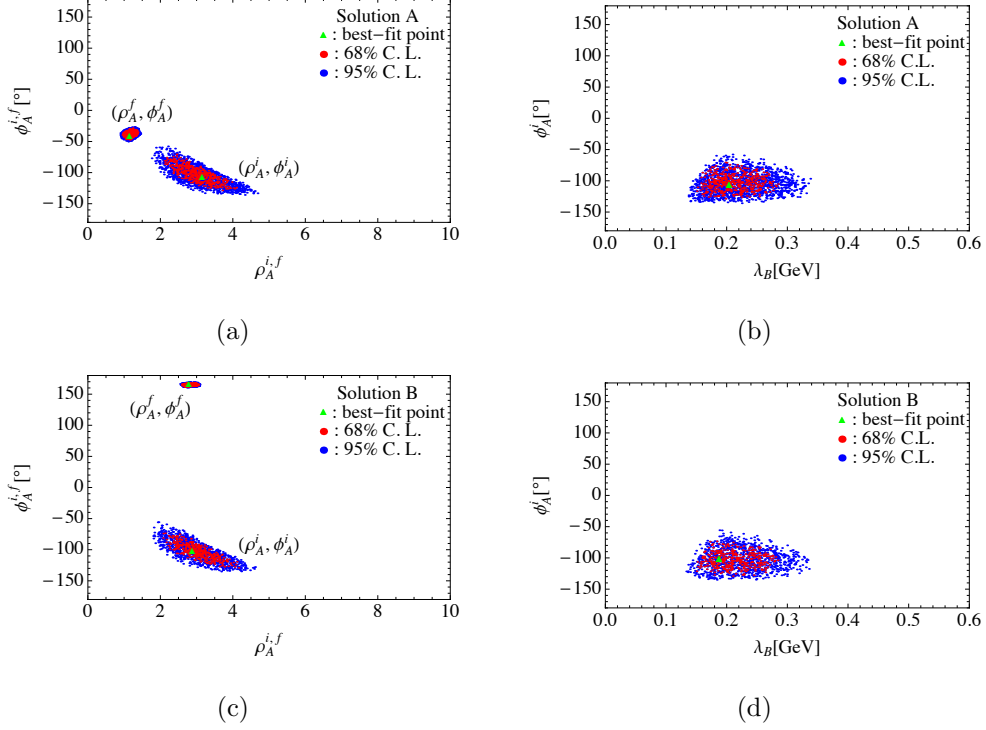 Solution A
▲: best−fit point
●: 68% C. L.
●: 95% C. L.
150
100
50
0
−50
−100
−150
ϕ_A^{i,f}[°]
(ρ_A^f, ϕ_A^f)
(ρ_A^i, ϕ_A^i)
0 2 4 6 8 10
ρ_A^{i,f}
(a)
Solution A
▲: best−fit point
●: 68% C.L.
●: 95% C.L.
150
100
50
0
−50
−100
−150
ϕ_A^i[°]
0.0 0.1 0.2 0.3 0.4 0.5 0.6
λ_B[GeV]
(b)
Solution B
▲: best−fit point
●: 68% C. L.
●: 95% C. L.
150
100
50
0
−50
−100
−150
ϕ_A^{i,f}[°]
(ρ_A^f, ϕ_A^f)
(ρ_A^i, ϕ_A^i)
0 2 4 6 8 10
ρ_A^{i,f}
(c)
Solution B
▲: best−fit point
●: 68% C.L.
●: 95% C.L.
150
100
50
0
−50
−100
−150
ϕ_A^i[°]
0.0 0.1 0.2 0.3 0.4 0.5 0.6
λ_B[GeV]
(d)